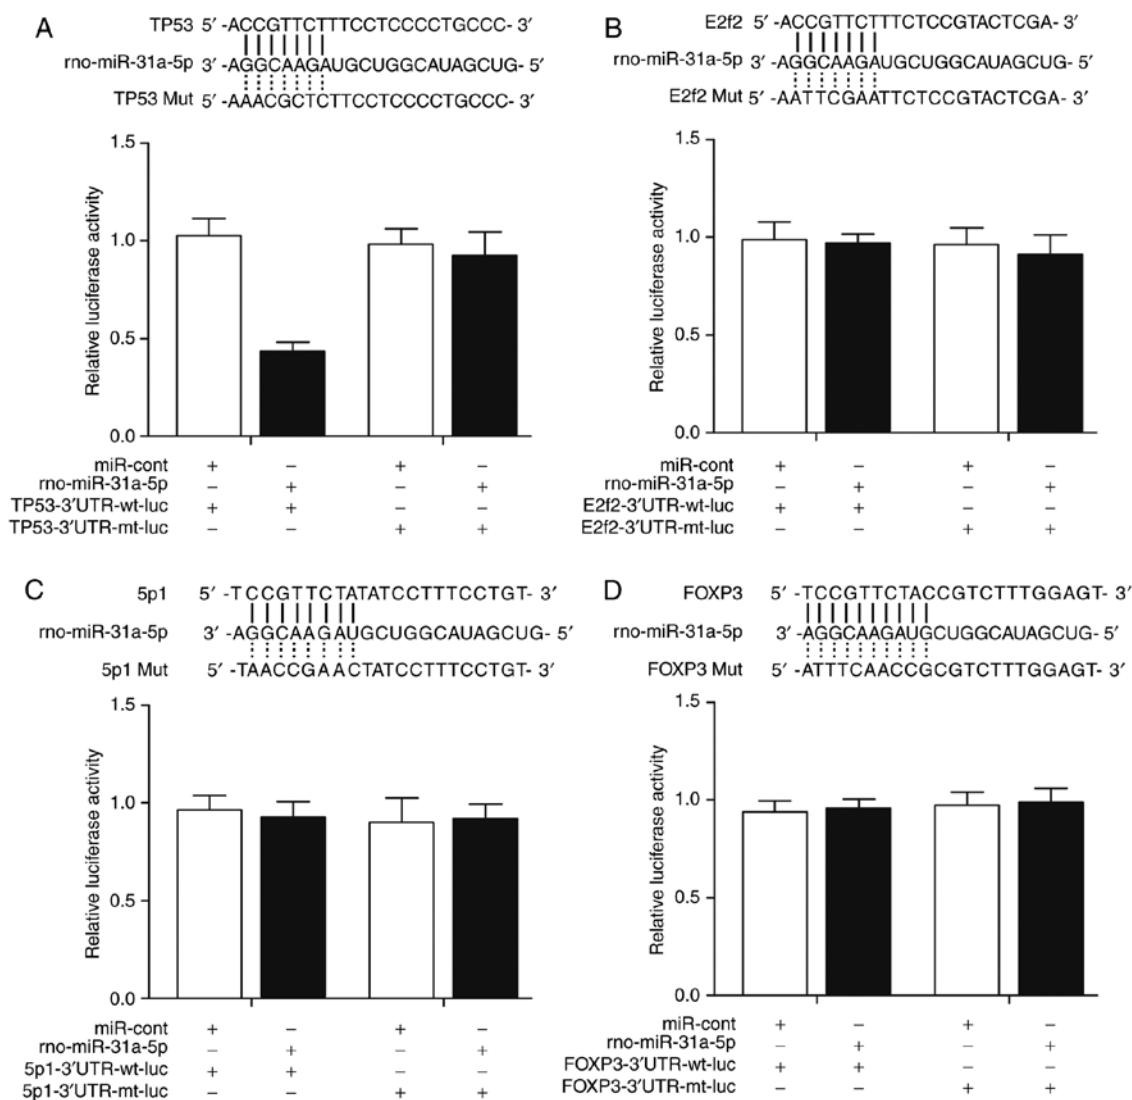 A
TP53 5′ -ACCGTTCTTTCCTCCCCTGCCC- 3′
rno-miR-31a-5p 3′ -AGGCAAGAUGCUGGCAUAGCUG- 5′
TP53 Mut 5′ -AAACGCTCTTCCTCCCCTGCCC- 3′
Relative luciferase activity
1.5
1.0
0.5
0.0
miR-cont + − + −
rno-miR-31a-5p − + − +
TP53-3′UTR-wt-luc + + − −
TP53-3′UTR-mt-luc − − + +
B
E2f2 5′ -ACCGTTCTTTCTCCGTACTCGA- 3′
rno-miR-31a-5p 3′ -AGGCAAGAUGCUGGCAUAGCUG- 5′
E2f2 Mut 5′ -AATTCGAATTCTCCGTACTCGA- 3′
Relative luciferase activity
1.5
1.0
0.5
0.0
miR-cont + − + −
rno-miR-31a-5p − + − +
E2f2-3′UTR-wt-luc + + − −
E2f2-3′UTR-mt-luc − − + +
C
5p1 5′ -TCCGTTCTATATCCTTTCCTGT- 3′
rno-miR-31a-5p 3′ -AGGCAAGAUGCUGGCAUAGCUG- 5′
5p1 Mut 5′ -TAACCGAACTATCCTTTCCTGT- 3′
Relative luciferase activity
1.5
1.0
0.5
0.0
miR-cont + − + −
rno-miR-31a-5p − + − +
5p1-3′UTR-wt-luc + + − −
5p1-3′UTR-mt-luc − − + +
D
FOXP3 5′ -TCCGTTCTACCGTCTTTGGAGT- 3′
rno-miR-31a-5p 3′ -AGGCAAGAUGCUGGCAUAGCUG- 5′
FOXP3 Mut 5′ -ATTTCAACCGCGTCTTTGGAGT- 3′
Relative luciferase activity
1.5
1.0
0.5
0.0
miR-cont + − + −
rno-miR-31a-5p − + − +
FOXP3-3′UTR-wt-luc + + − −
FOXP3-3′UTR-mt-luc − − + +